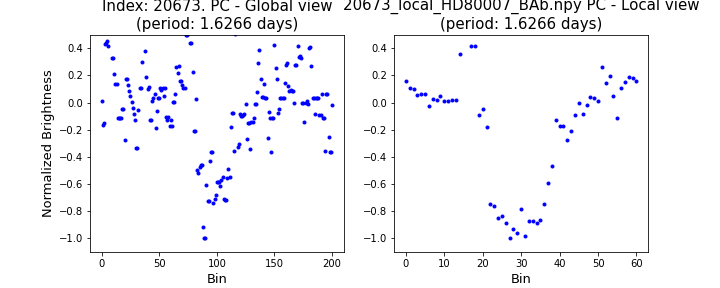 Index: 20673. PC - Global view
(period: 1.6266 days)
20673_local_HD80007_BAb.npy PC - Local view
(period: 1.6266 days)
Normalized Brightness
0.4
0.2
0.0
−0.2
−0.4
−0.6
−0.8
−1.0
0 50 100 150 200
Bin
0.4
0.2
0.0
−0.2
−0.4
−0.6
−0.8
−1.0
0 10 20 30 40 50 60
Bin